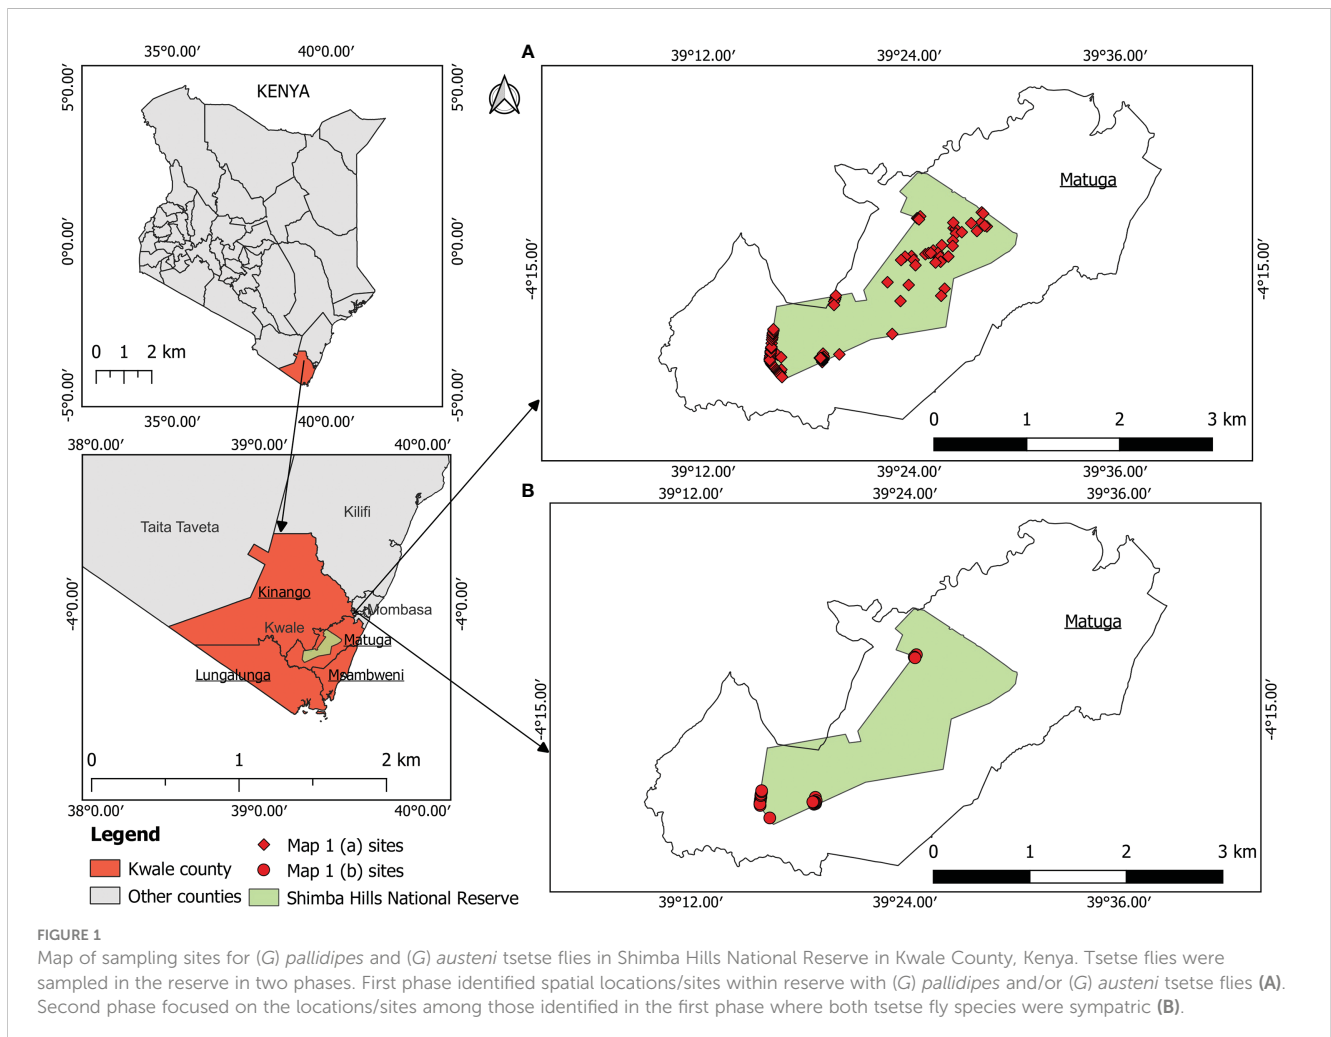 35°0.00′ 40°0.00′
KENYA
5°0.00′ 5°0.00′
0°0.00′ 0°0.00′
0 1 2 km
-5°0.00′ -5°0.00′
35°0.00′ 40°0.00′
38°0.00′ 39°0.00′ 40°0.00′
Kilifi
Taita Taveta
Kinango
-4°0.00′ -4°0.00′
Mombasa
Kwale
Matuga
Lungalunga Msambweni
0 1 2 km
38°0.00′ 39°0.00′ 40°0.00′
Legend
Kwale county
Other counties
Map 1 (a) sites
Map 1 (b) sites
Shimba Hills National Reserve
A
39°12.00′ 39°24.00′ 39°36.00′
Matuga
-4°15.00′ -4°15.00′
0 1 2 3 km
39°12.00′ 39°24.00′ 39°36.00′
B
39°12.00′ 39°24.00′ 39°36.00′
Matuga
-4°15.00′ -4°15.00′
0 1 2 3 km
39°12.00′ 39°24.00′ 39°36.00′
FIGURE 1
Map of sampling sites for (G) pallidipes and (G) austeni tsetse flies in Shimba Hills National Reserve in Kwale County, Kenya. Tsetse flies were
sampled in the reserve in two phases. First phase identified spatial locations/sites within reserve with (G) pallidipes and/or (G) austeni tsetse flies (A).
Second phase focused on the locations/sites among those identified in the first phase where both tsetse fly species were sympatric (B).